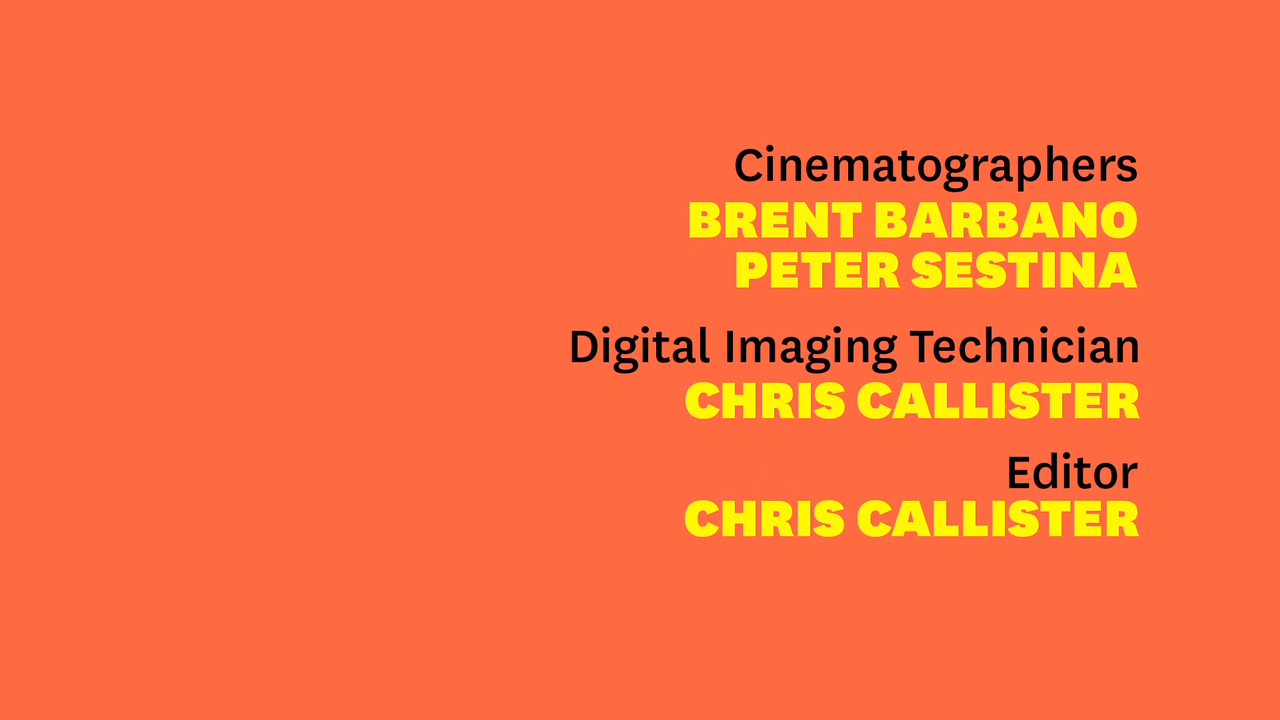 Cinematographers
BRENT BARBANO
PETER SESTINA
Digital Imaging Technician
CHRIS CALLISTER
Editor
CHRIS CALLISTER